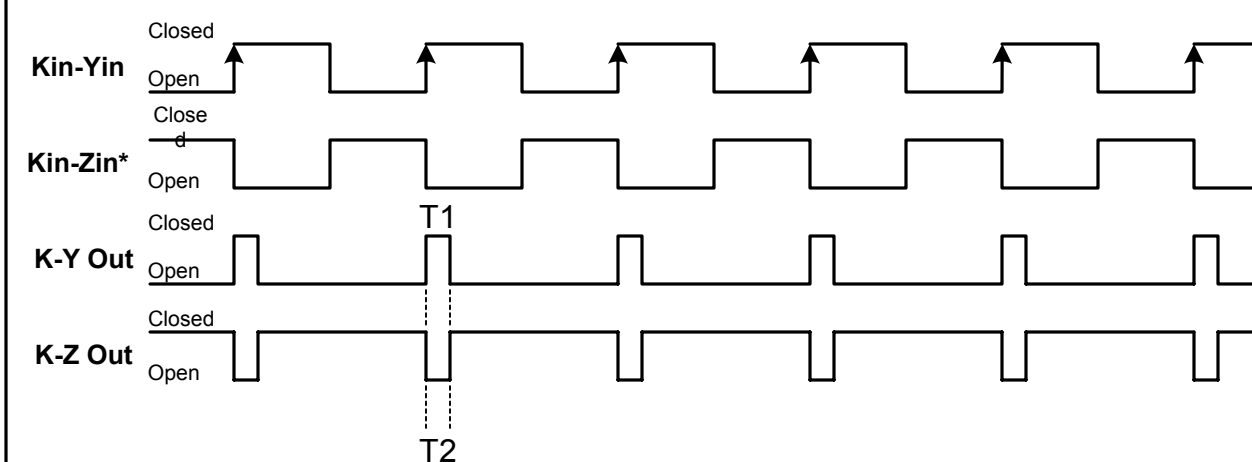 Closed
Kin-Yin
Open
Close
d
Kin-Zin*
Open
T1
Closed
K-Y Out
Open
Closed
K-Z Out
Open
T2